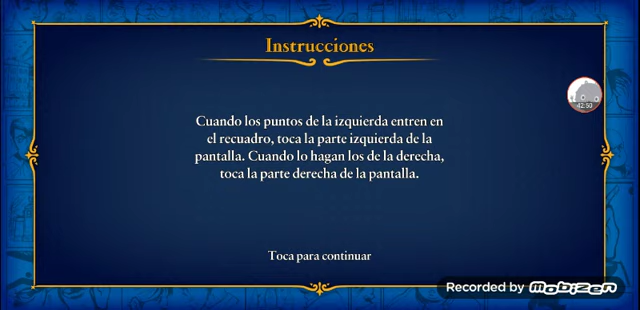 Instrucciones
Cuando los puntos de la izquierda entren en
el recuadro, toca la parte izquierda de la
pantalla. Cuando lo hagan los de la derecha,
toca la parte derecha de la pantalla.
Toca para continuar
42:50
Recorded by Mobizen